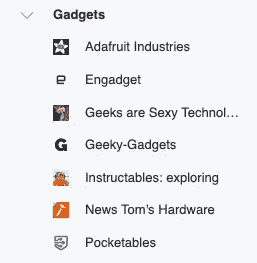 Gadgets
Adafruit Industries
Engadget
Geeks are Sexy Technol...
Geeky-Gadgets
Instructables: exploring
News Tom's Hardware
Pocketables